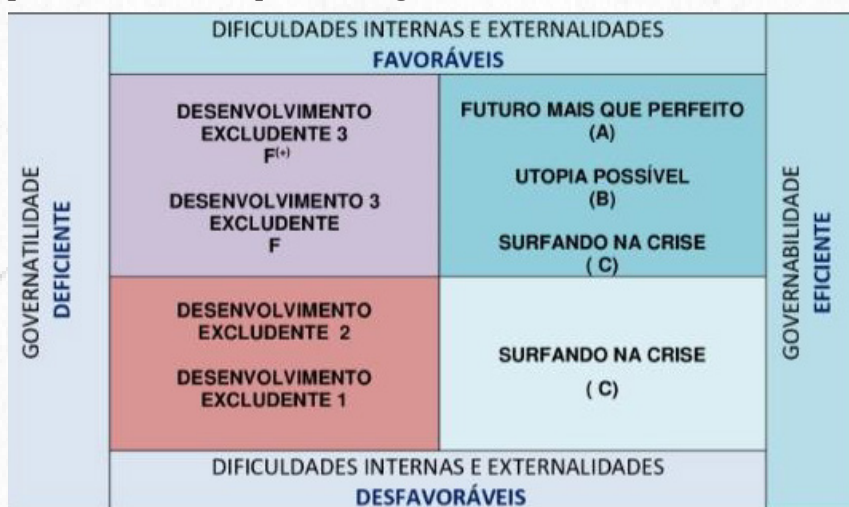 DIFICULDADES INTERNAS E EXTERNALIDADES
FAVORÁVEIS
GOVERNATILIDADE
DEFICIENTE
DESENVOLVIMENTO
EXCLUDENTE 3
F(+)
DESENVOLVIMENTO 3
EXCLUDENTE
F
FUTURO MAIS QUE PERFEITO
(A)
UTOPIA POSSÍVEL
(B)
SURFANDO NA CRISE
( C)
GOVERNABILIDADE
EFICIENTE
DESENVOLVIMENTO
EXCLUDENTE 2
DESENVOLVIMENTO
EXCLUDENTE 1
SURFANDO NA CRISE
( C)
DIFICULDADES INTERNAS E EXTERNALIDADES
DESFAVORÁVEIS